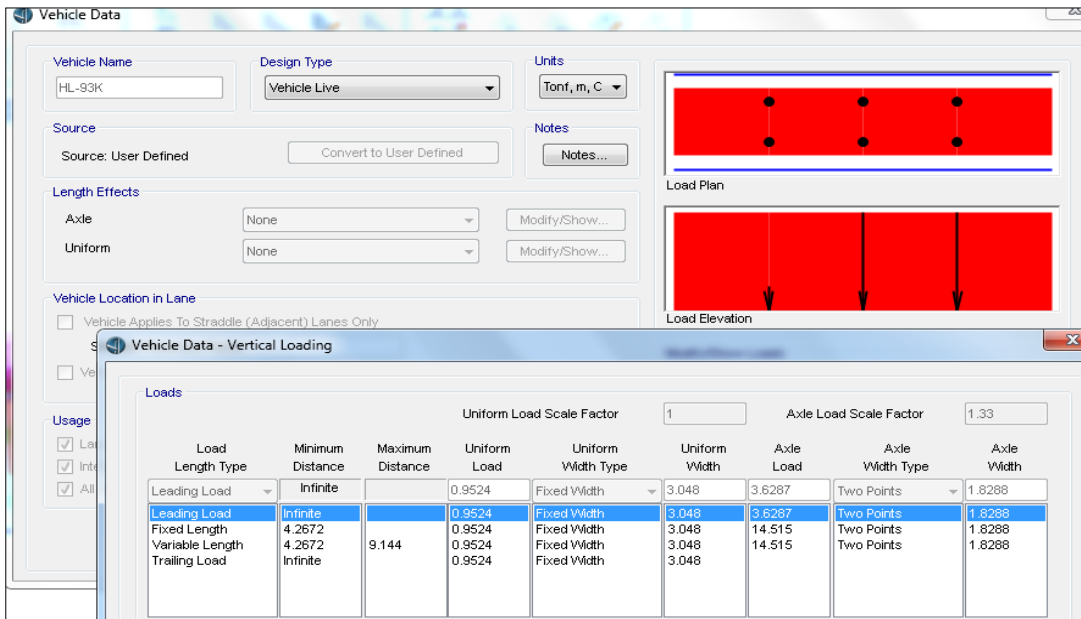 Vehicle Data
Vehicle Name
Design Type
Units
HL-93K
Vehicle Live
Tonf, m, C
Source
Notes
Source: User Defined
Convert to User Defined
Notes...
Load Plan
Length Effects
Axle
None
Modify/Show...
Uniform
None
Modify/Show...
Vehicle Location in Lane
Vehicle Applies To Straddle (Adjacent) Lanes Only
Load Elevation
S
Ve
Usage
La
Inte
All
Vehicle Data - Vertical Loading
Loads
Uniform Load Scale Factor 1 Axle Load Scale Factor 1.33
Load Minimum Maximum Uniform Uniform Uniform Axle Axle Axle
Length Type Distance Distance Load Width Type Width Load Width Type Width
Leading Load Infinite 0.9524 Fixed Width 3.048 3.6287 Two Points 1.8288
Leading Load Infinite 0.9524 Fixed Width 3.048 3.6287 Two Points 1.8288
Fixed Length 4.2672 0.9524 Fixed Width 3.048 14.515 Two Points 1.8288
Variable Length 4.2672 9.144 0.9524 Fixed Width 3.048 14.515 Two Points 1.8288
Trailing Load Infinite 0.9524 Fixed Width 3.048